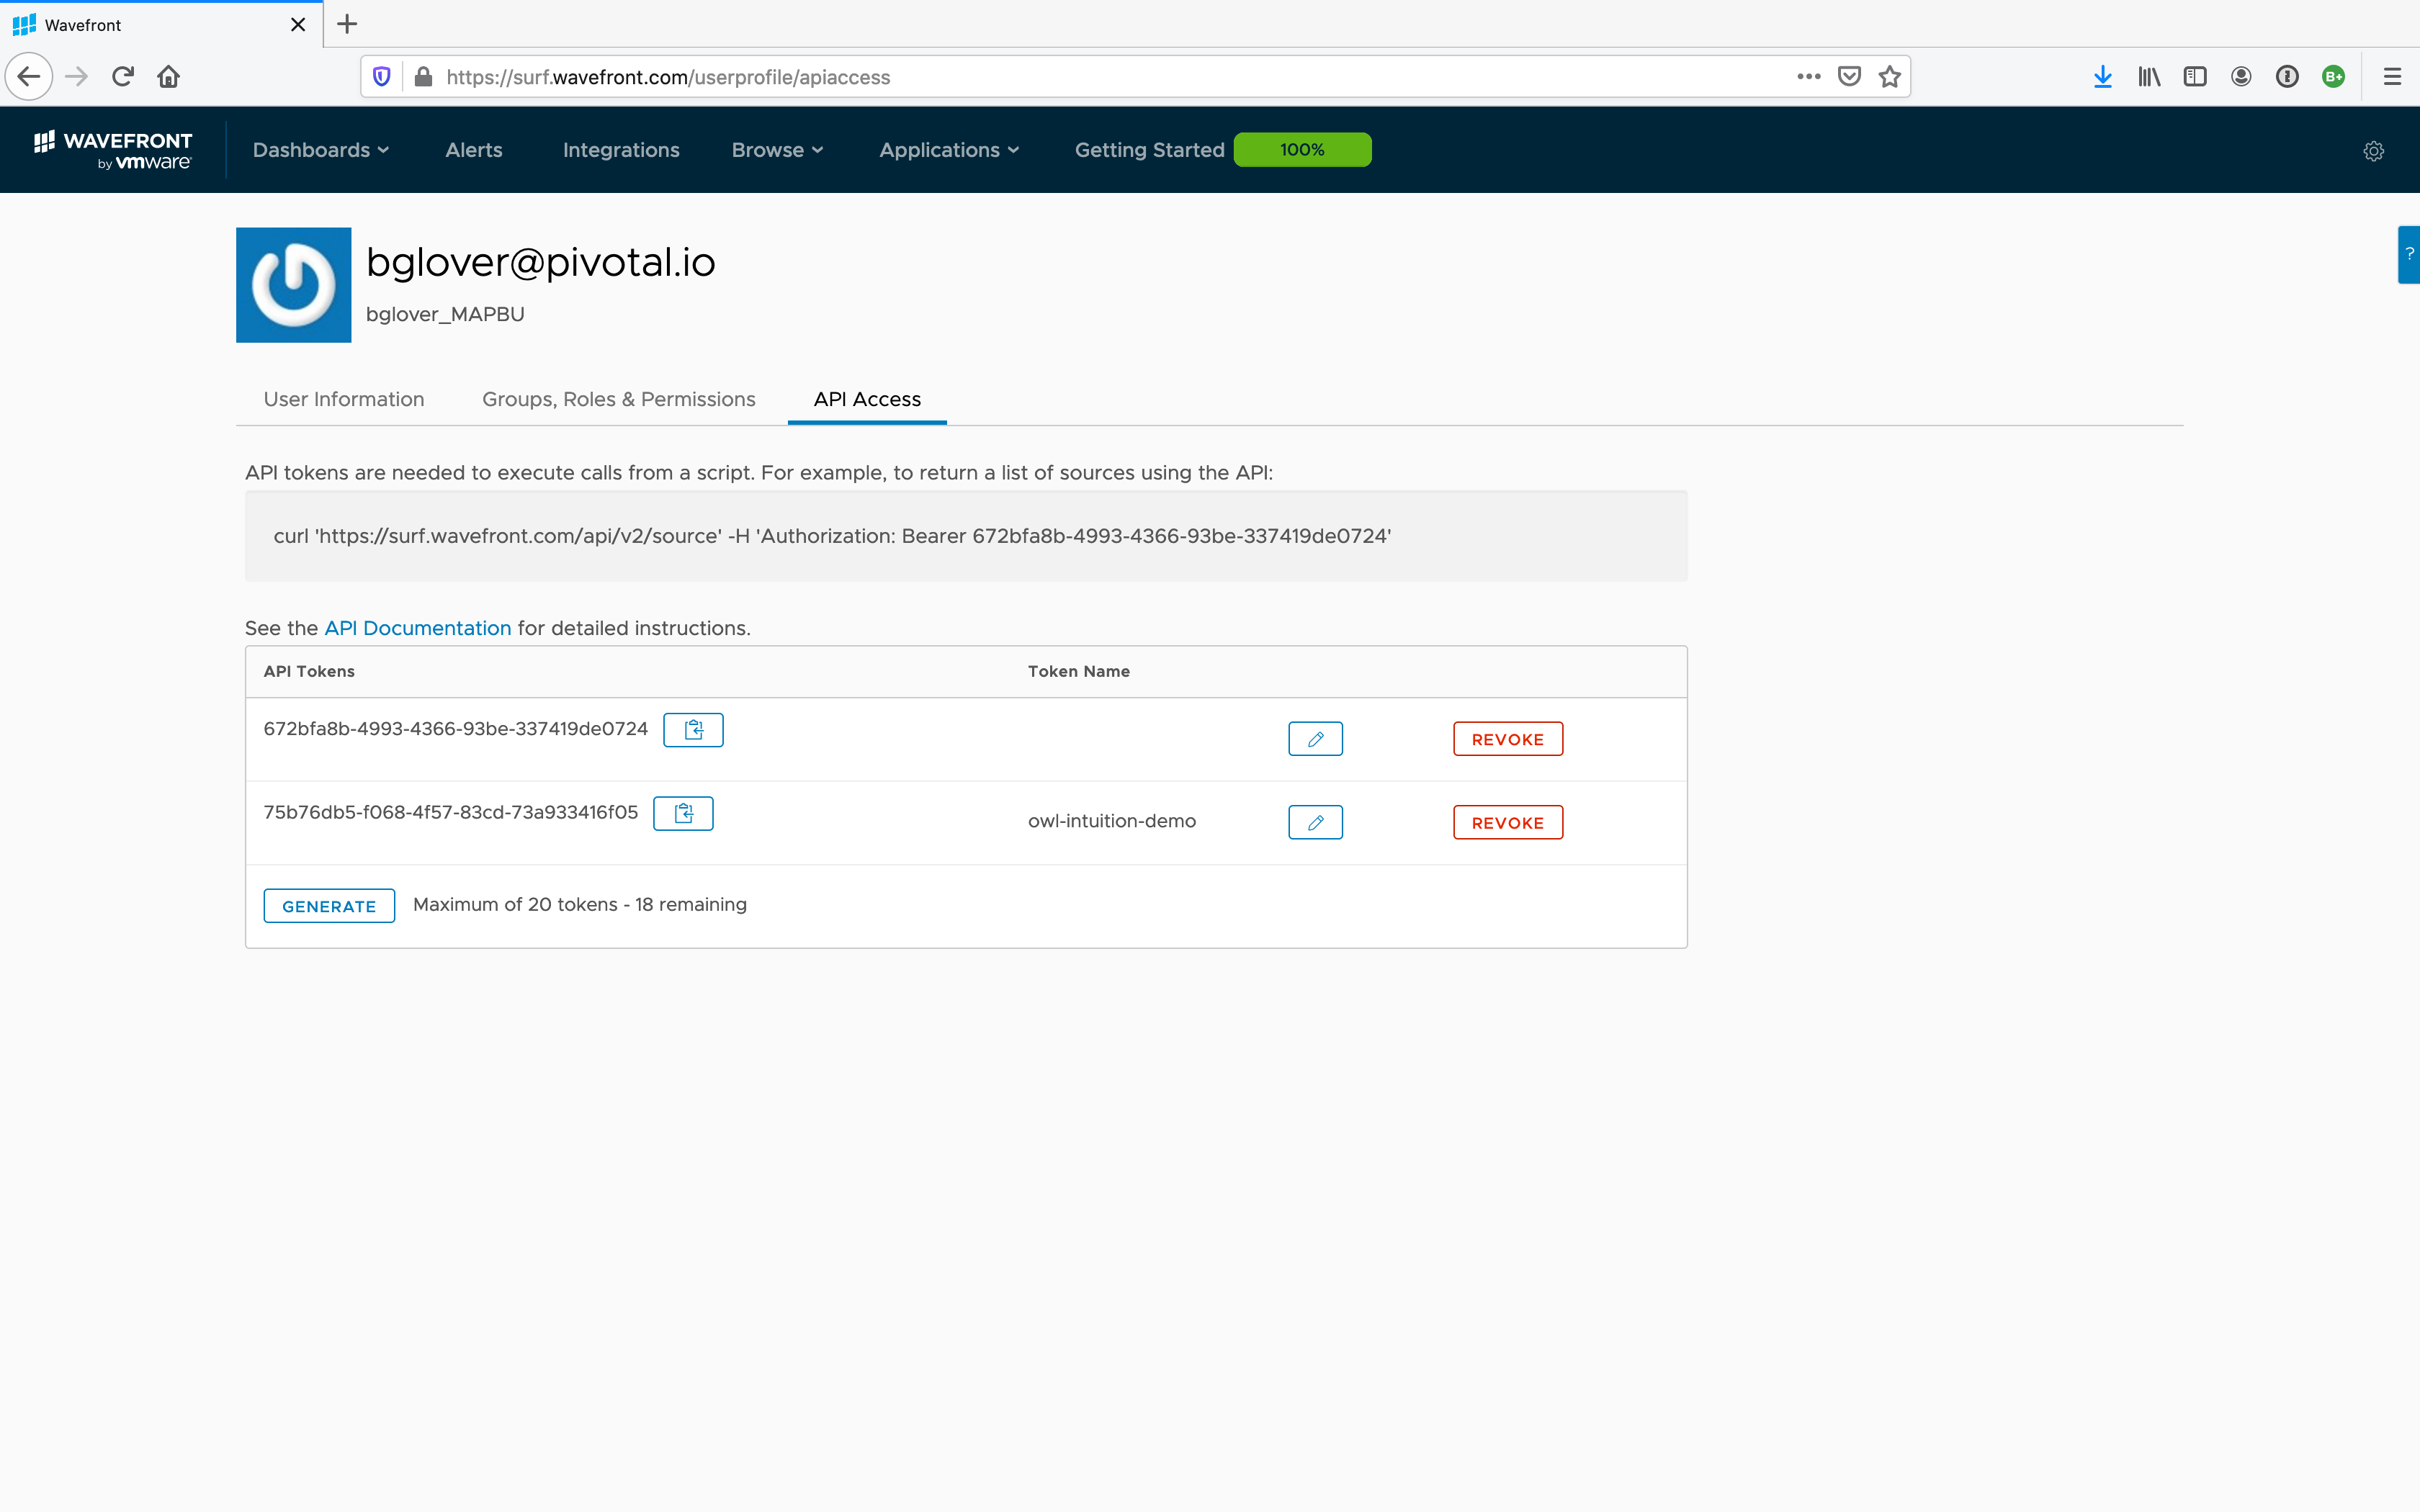 Wavefront
https://surf.wavefront.com/userprofile/apiaccess
B+
WAVEFRONT
by vmware
Dashboards
Alerts
Integrations
Browse
Applications
Getting Started
100%
?
bglover@pivotal.io
bglover_MAPBU
User Information
Groups, Roles & Permissions
API Access
API tokens are needed to execute calls from a script. For example, to return a list of sources using the API:
curl 'https://surf.wavefront.com/api/v2/source' -H 'Authorization: Bearer 672bfa8b-4993-4366-93be-337419de0724'
See the API Documentation for detailed instructions.
API Tokens Token Name
672bfa8b-4993-4366-93be-337419de0724 REVOKE
75b76db5-f068-4f57-83cd-73a933416f05 owl-intuition-demo REVOKE
GENERATE Maximum of 20 tokens - 18 remaining